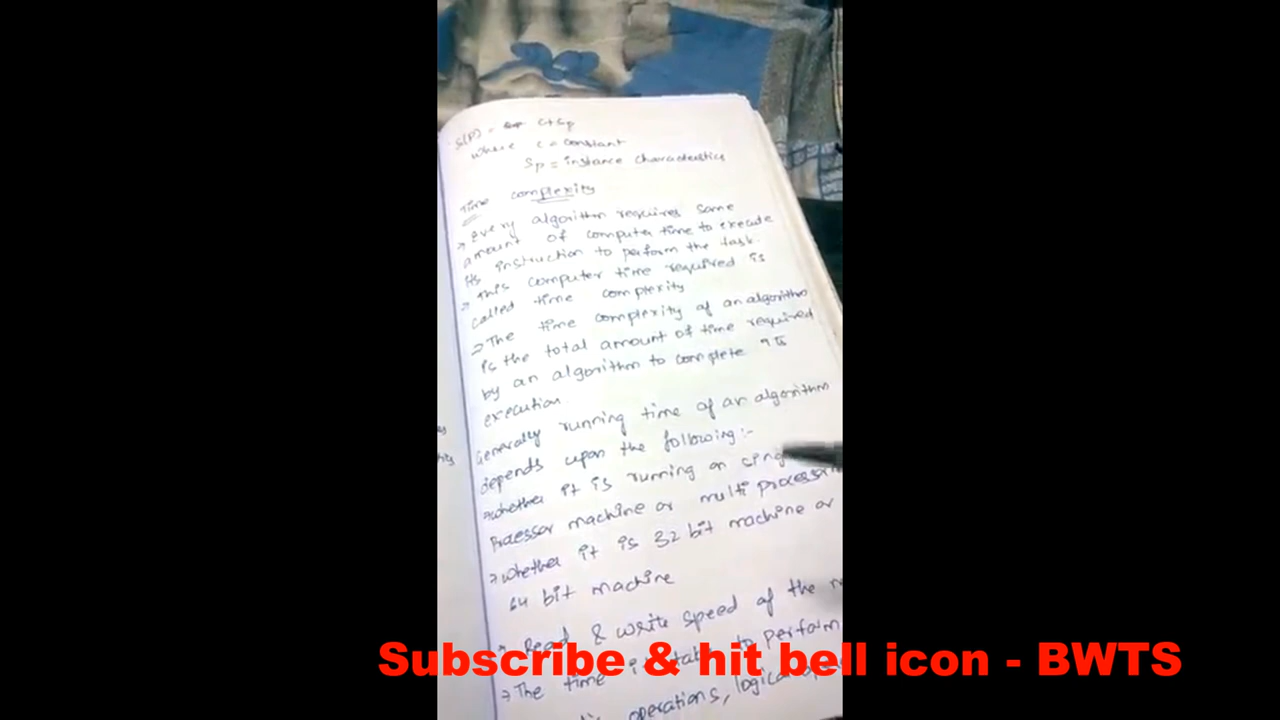 S(P) = C+Sp
where c = constant
Sp = instance characteristics
Time complexity
→ Every algorithm requires some
amount of computer time to execute
its instruction to perform the task.
→ This computer time required is
called time complexity
→ The time complexity of an algorithm
is the total amount of time required
by an algorithm to complete its
execution
Generally running time of an algorithm
depends upon the following :-
→ whether it is running on
Processor machine or multi
→ whether it is 32 bit machine or
64 bit machine
→ Read & write speed of the
→ The time it to perform
operations, logical
Subscribe & hit bell icon - BWTS